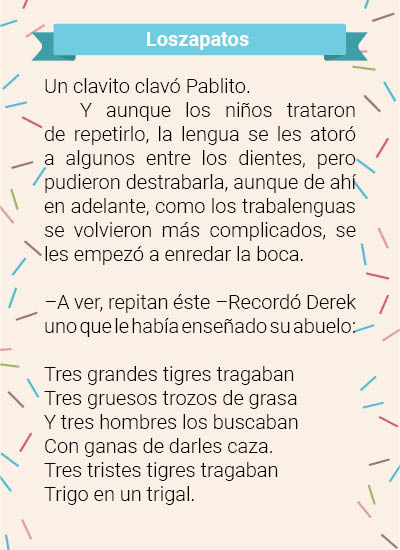 Loszapatos
Un clavito clavó Pablito.
Y aunque los niños trataron
de repetirlo, la lengua se les atoró
a algunos entre los dientes, pero
pudieron destrabarla, aunque de ahí
en adelante, como los trabalenguas
se volvieron más complicados, se
les empezó a enredar la boca.
–A ver, repitan éste –Recordó Derek
uno que le había enseñado su abuelo:
Tres grandes tigres tragaban
Tres gruesos trozos de grasa
Y tres hombres los buscaban
Con ganas de darles caza.
Tres tristes tigres tragaban
Trigo en un trigal.